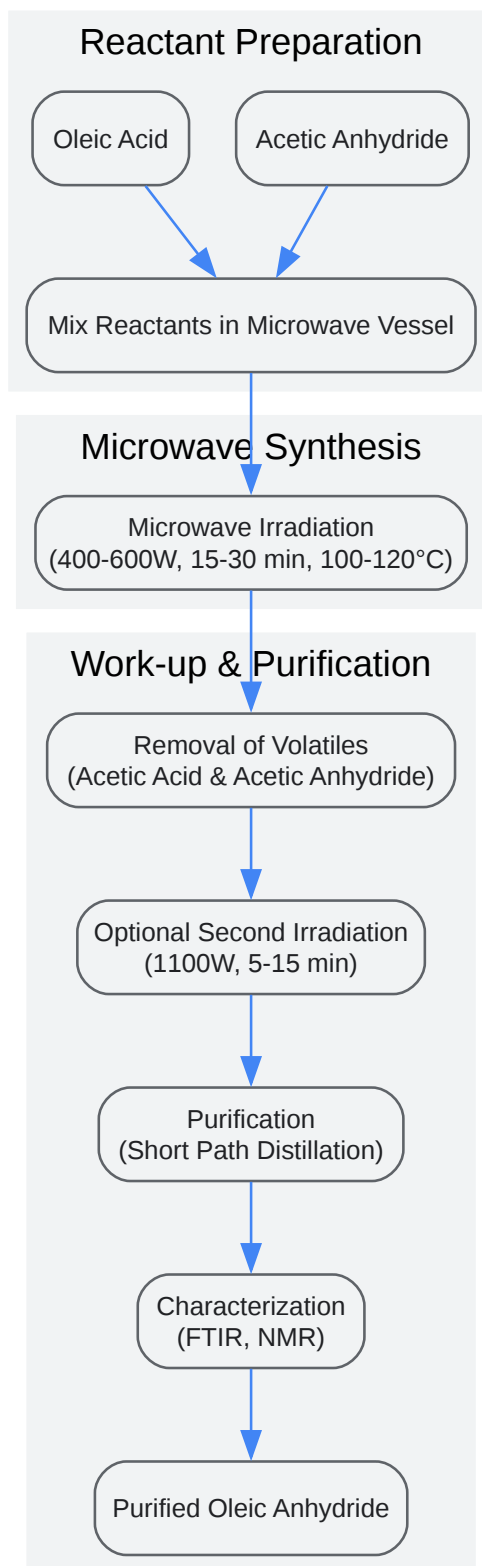 Reactant Preparation
Oleic Acid
Acetic Anhydride
Mix Reactants in Microwave Vessel
Microwave Synthesis
Microwave Irradiation
(400-600W, 15-30 min, 100-120°C)
Work-up & Purification
Removal of Volatiles
(Acetic Acid & Acetic Anhydride)
Optional Second Irradiation
(1100W, 5-15 min)
Purification
(Short Path Distillation)
Characterization
(FTIR, NMR)
Purified Oleic Anhydride